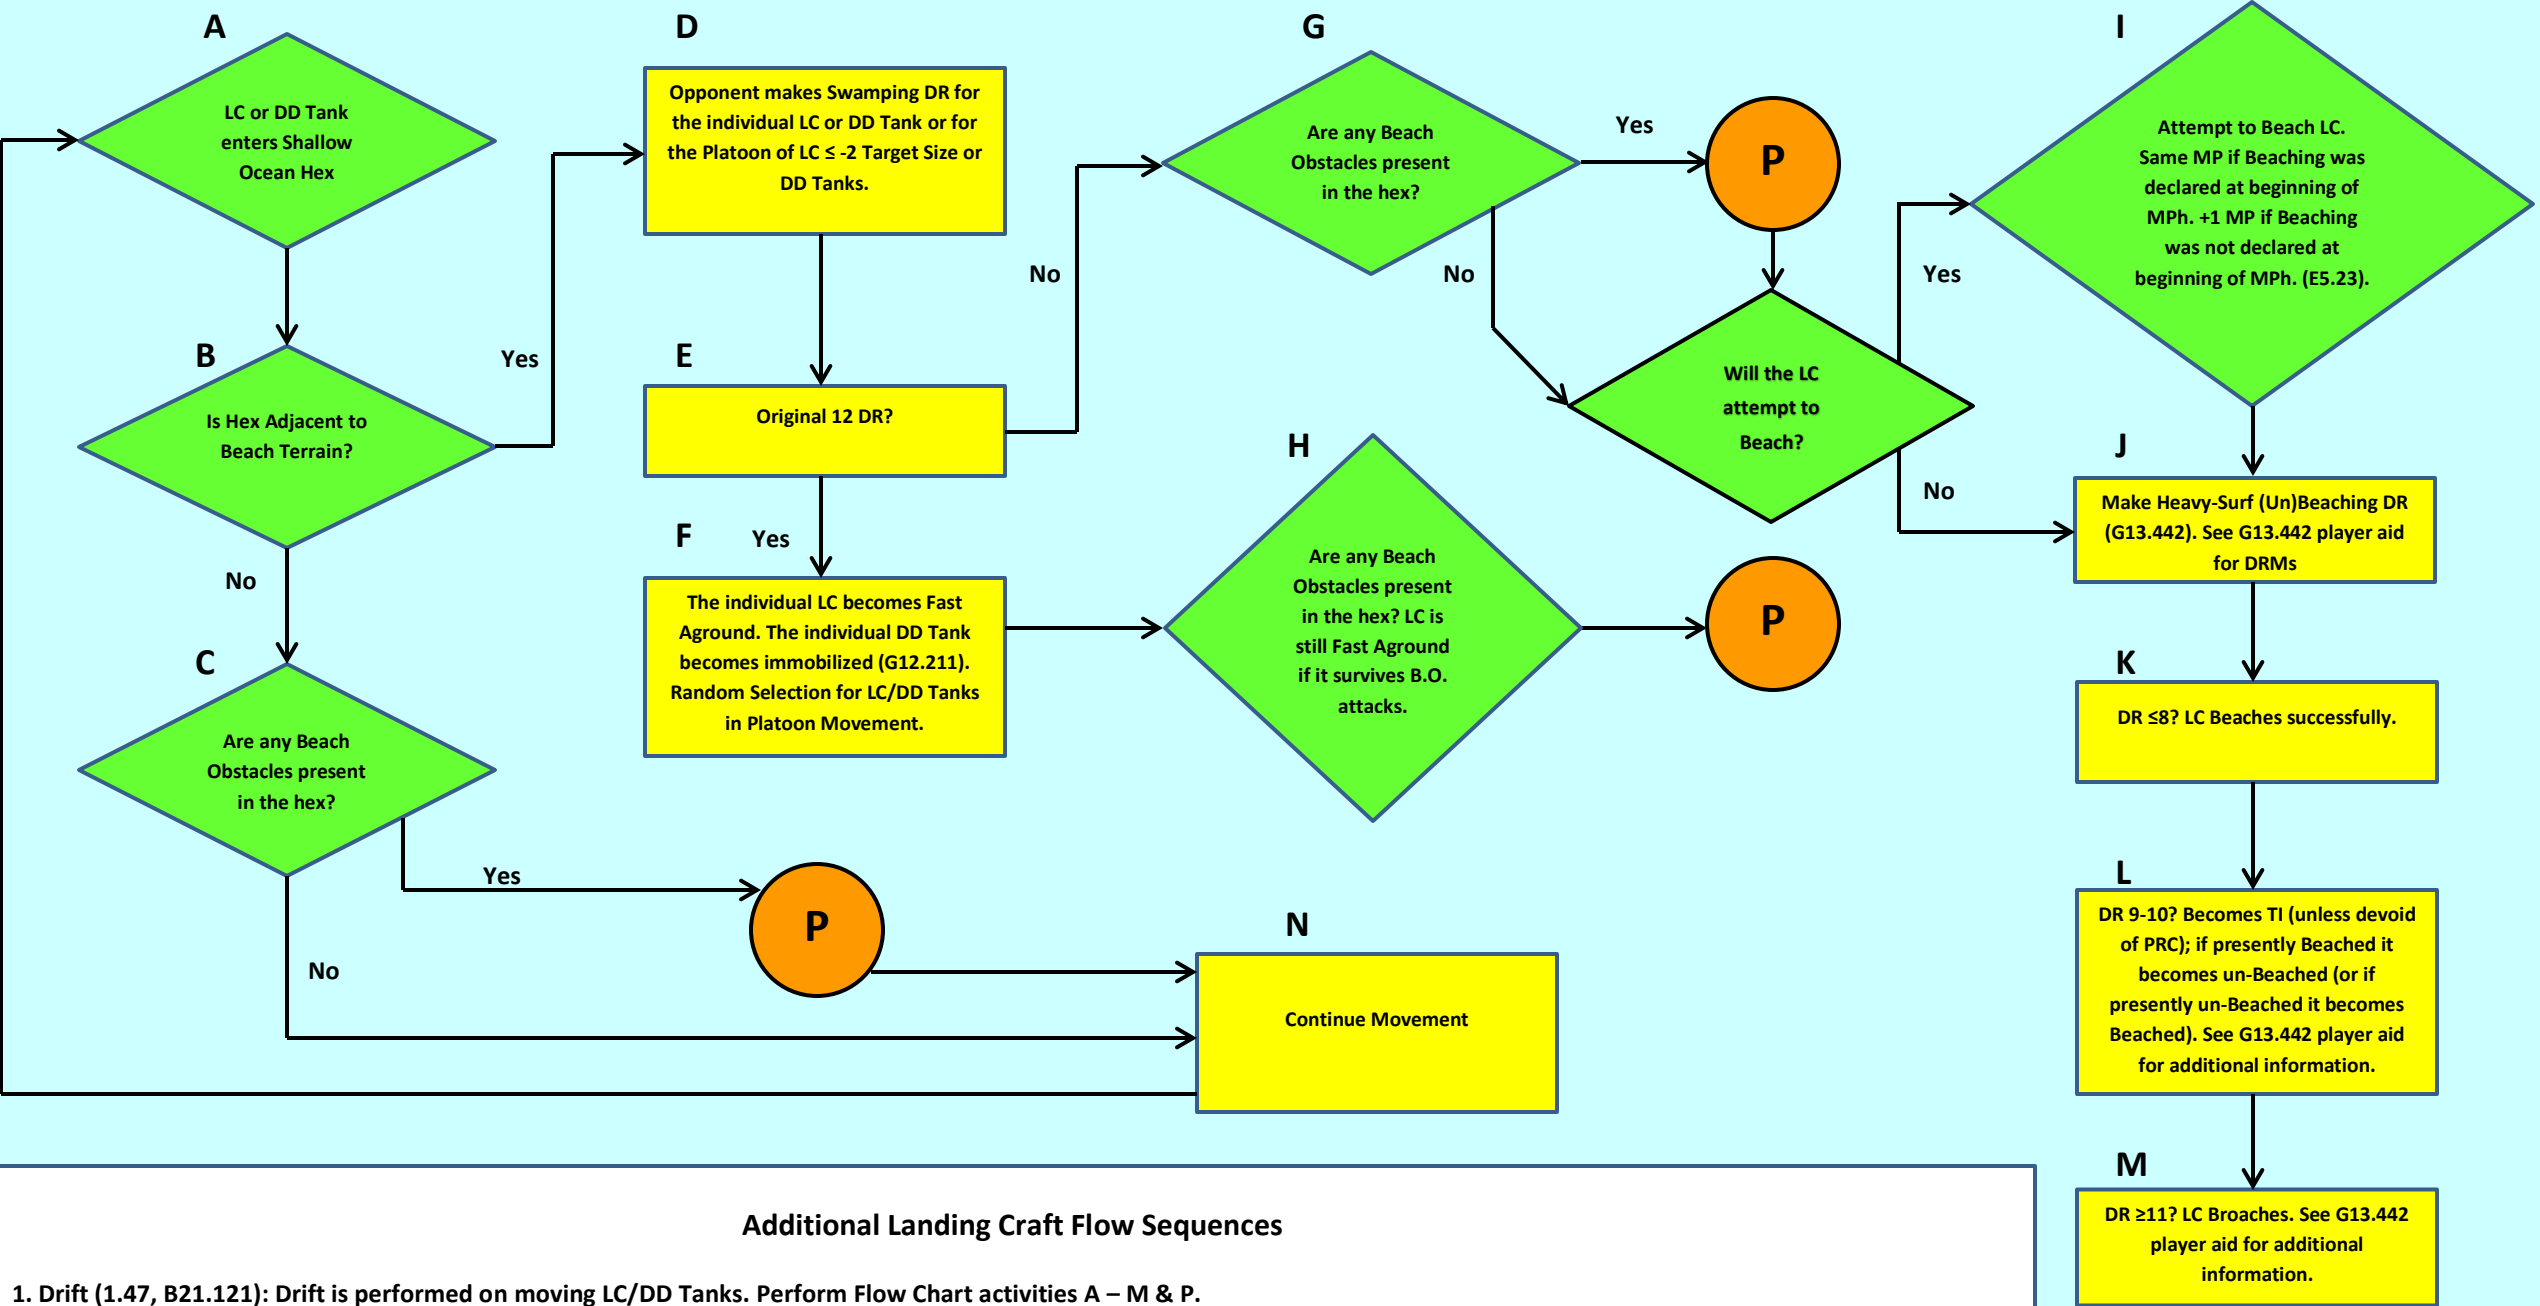 A
LC or DD Tank
enters Shallow
Ocean Hex
B
Is Hex Adjacent to
Beach Terrain?
Yes
No
C
Are any Beach
Obstacles present
in the hex?
Yes
No
P
D
Opponent makes Swamping DR for
the individual LC or DD Tank or for
the Platoon of LC ≤ -2 Target Size or
DD Tanks.
E
Original 12 DR?
No
Yes
F
The individual LC becomes Fast
Aground. The individual DD Tank
becomes immobilized (G12.211).
Random Selection for LC/DD Tanks
in Platoon Movement.
G
Are any Beach
Obstacles present
in the hex?
Yes
No
P
Will the LC
attempt to
Beach?
Yes
No
H
Are any Beach
Obstacles present
in the hex? LC is
still Fast Aground
if it survives B.O.
attacks.
P
N
Continue Movement
I
Attempt to Beach LC.
Same MP if Beaching was
declared at beginning of
MPh. +1 MP if Beaching
was not declared at
beginning of MPh. (E5.23).
J
Make Heavy-Surf (Un)Beaching DR
(G13.442). See G13.442 player aid
for DRMs
K
DR ≤8? LC Beaches successfully.
L
DR 9-10? Becomes TI (unless devoid
of PRC); if presently Beached it
becomes un-Beached (or if
presently un-Beached it becomes
Beached). See G13.442 player aid
for additional information.
M
DR ≥11? LC Broaches. See G13.442
player aid for additional
information.
Additional Landing Craft Flow Sequences
1. Drift (1.47, B21.121): Drift is performed on moving LC/DD Tanks. Perform Flow Chart activities A – M & P.